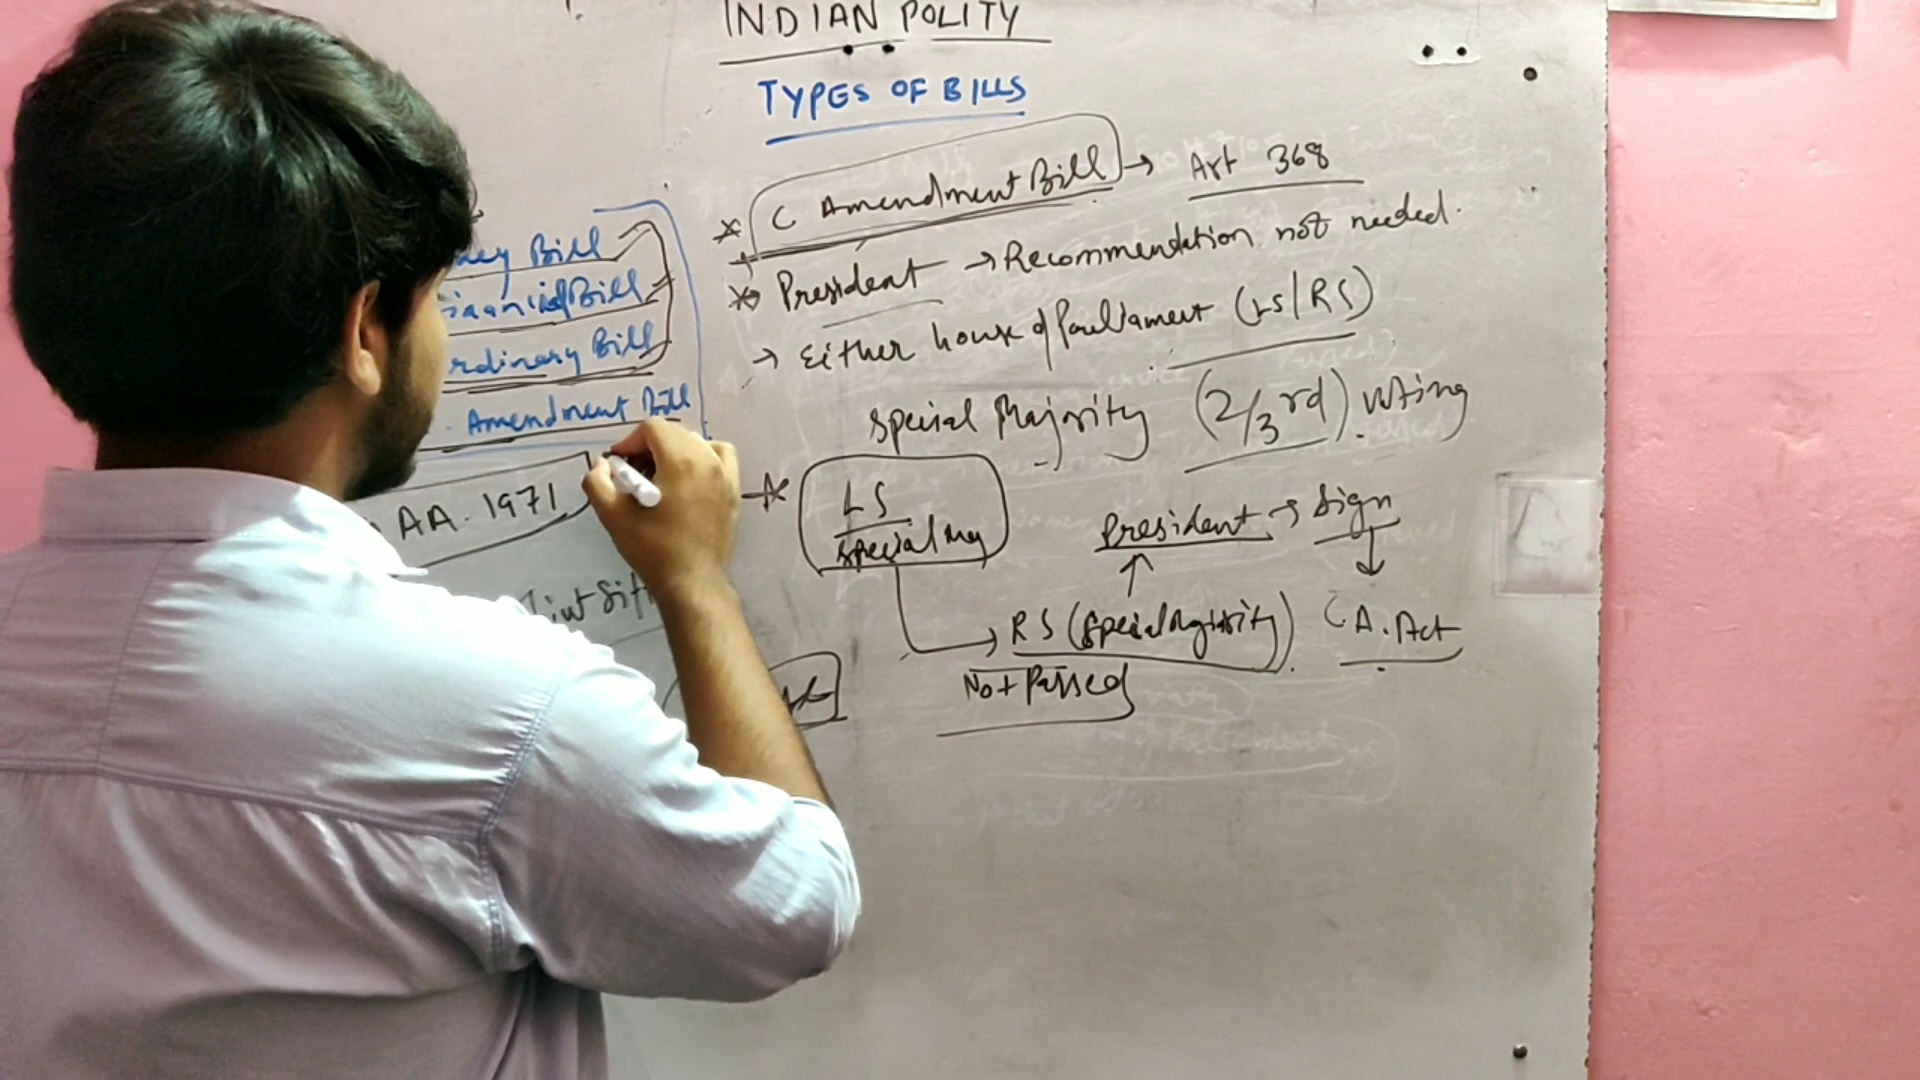 INDIAN POLITY
TYPES OF BILLS
Bill
Bill
Bill
Amendment Bill
AA. 1971
C Amendment Bill → Art 368
President → Recommendation not needed.
→ Either house of Parliament (LS/RS)
Special Majority (2/3rd) voting
LS
special Maj
President → Sign
→ RS (Special Majority) C A. Act
Not Passed